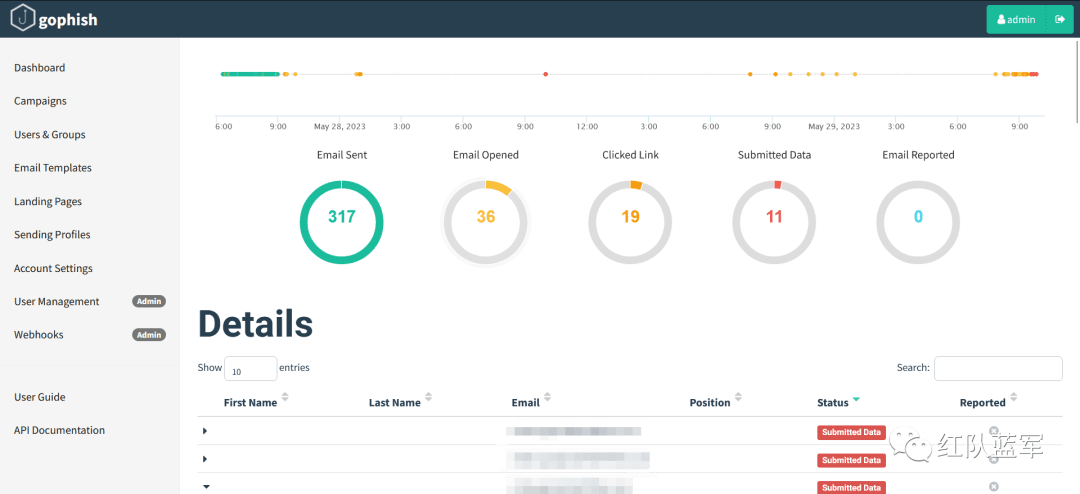 gophish
admin
Dashboard
Campaigns
Users & Groups
Email Templates
Landing Pages
Sending Profiles
Account Settings
User Management Admin
Webhooks Admin
User Guide
API Documentation
6:00 9:00 May 28, 2023 3:00 6:00 9:00 12:00 3:00 6:00 9:00 May 29, 2023 3:00 6:00 9:00
Email Sent Email Opened Clicked Link Submitted Data Email Reported
317 36 19 11 0
Details
Show 10 entries Search:
First Name Last Name Email Position Status Reported
Submitted Data
Submitted Data
Submitted Data
红队蓝军